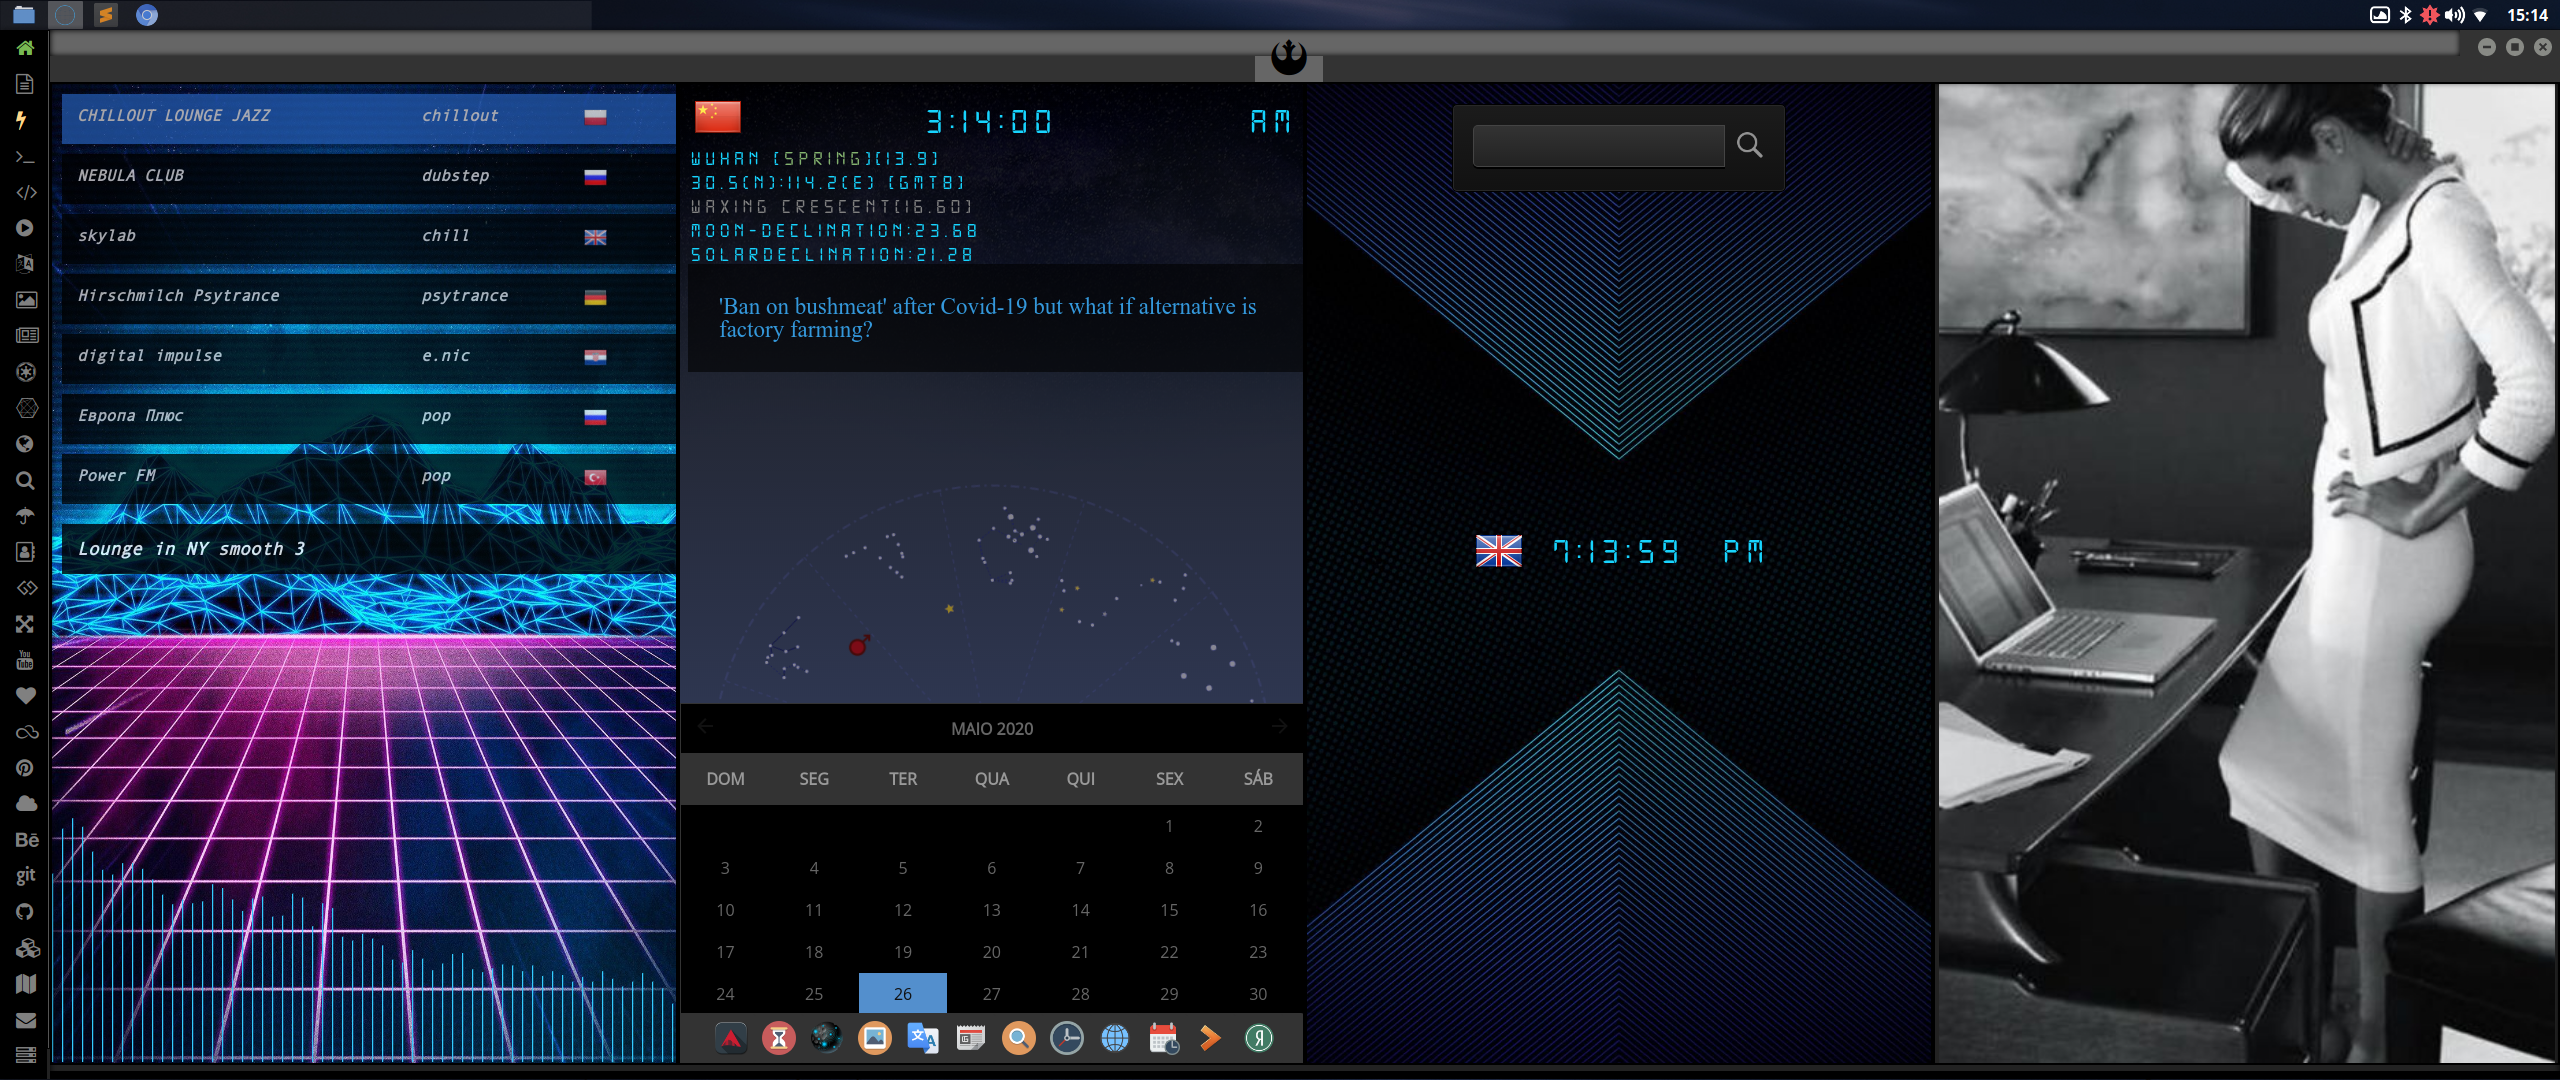 15:14
CHILLOUT LOUNGE JAZZ chillout
NEBULA CLUB dubstep
skylab chill
Hirschmilch Psytrance psytrance
digital impulse e.nic
Европа Плюс pop
Power FM pop
Lounge in NY smooth 3
3:14:00 AM
WUHAN [SPRING][13.9]
30.5(N):114.2(E) [GMT8]
WAXING CRESCENT[16.60]
MOON-DECLINATION:23.68
SOLARDECLINATION:21.28
'Ban on bushmeat' after Covid-19 but what if alternative is
factory farming?
MAIO 2020
DOM SEG TER QUA QUI SEX SÁB
1 2
3 4 5 6 7 8 9
10 11 12 13 14 15 16
17 18 19 20 21 22 23
24 25 26 27 28 29 30
7:13:59 PM
You
Tube
Bē
git